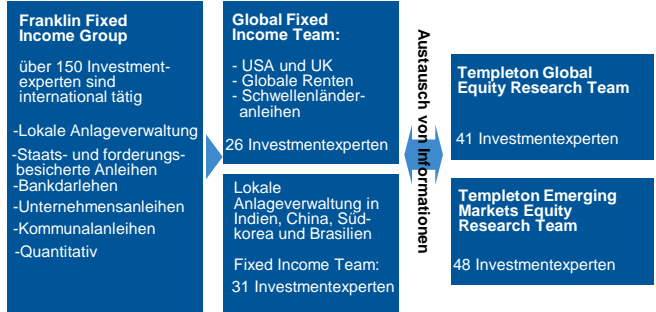 Franklin Fixed
Income Group
über 150 Investment-
experten sind
international tätig
-Lokale Anlageverwaltung
-Staats- und forderungs-
besicherte Anleihen
-Bankdarlehen
-Unternehmensanleihen
-Kommunalanleihen
-Quantitativ
Global Fixed
Income Team:
- USA und UK
- Globale Renten
- Schwellenländer-
anleihen
26 Investmentexperten
Lokale
Anlageverwaltung in
Indien, China, Süd-
korea und Brasilien
Fixed Income Team:
31 Investmentexperten
Austausch von Informationen
Templeton Global
Equity Research Team
41 Investmentexperten
Templeton Emerging
Markets Equity
Research Team
48 Investmentexperten